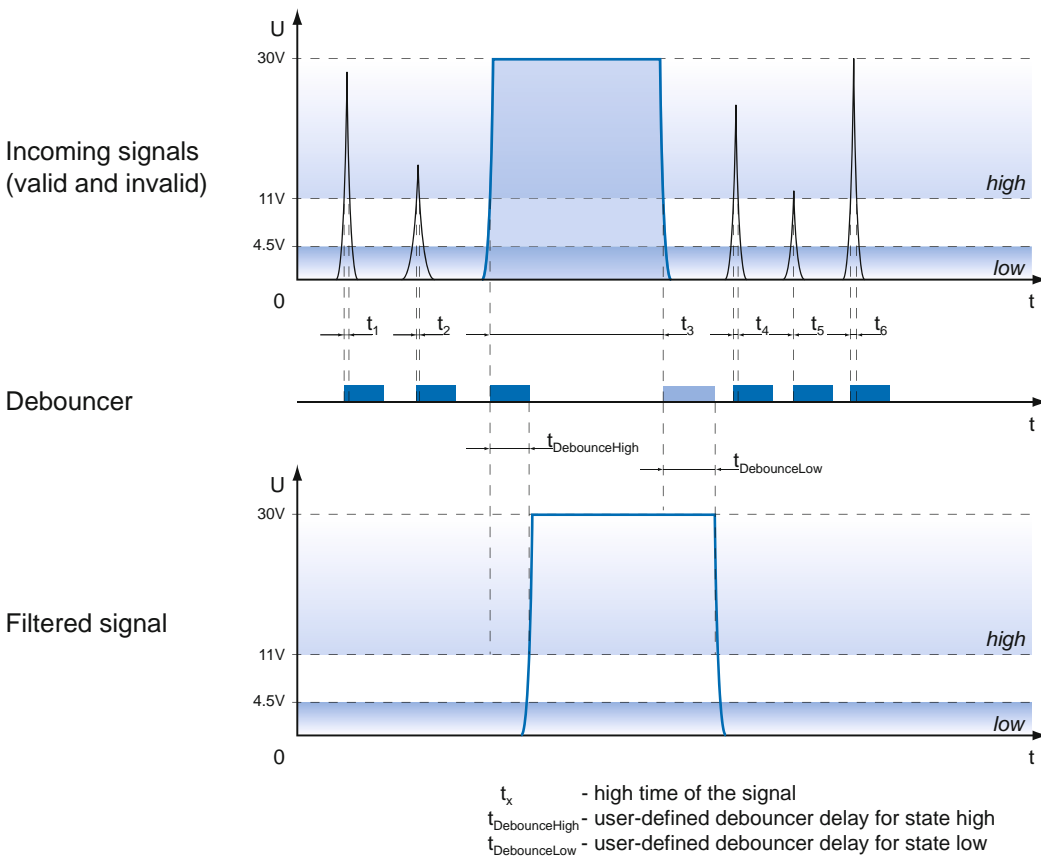 U
30V
Incoming signals
(valid and invalid)
high
11V
4.5V
low
0
t
t1 t2 t3 t4 t5 t6
Debouncer
t
tDebounceHigh
tDebounceLow
U
30V
Filtered signal
high
11V
4.5V
low
0
t
tx - high time of the signal
tDebounceHigh - user-defined debouncer delay for state high
tDebounceLow - user-defined debouncer delay for state low